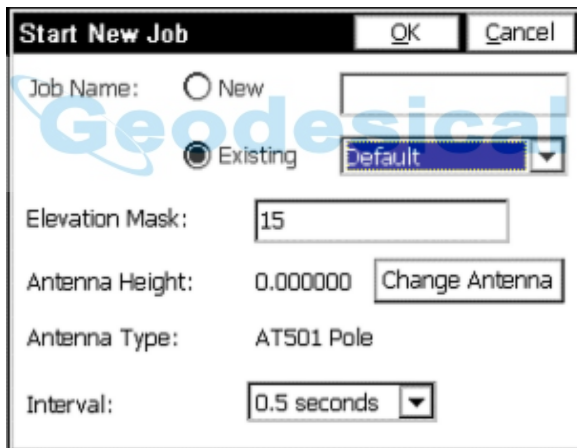 Start New Job OK Cancel
Job Name: New
Geodesical
Existing Default
Elevation Mask: 15
Antenna Height: 0.000000 Change Antenna
Antenna Type: AT501 Pole
Interval: 0.5 seconds